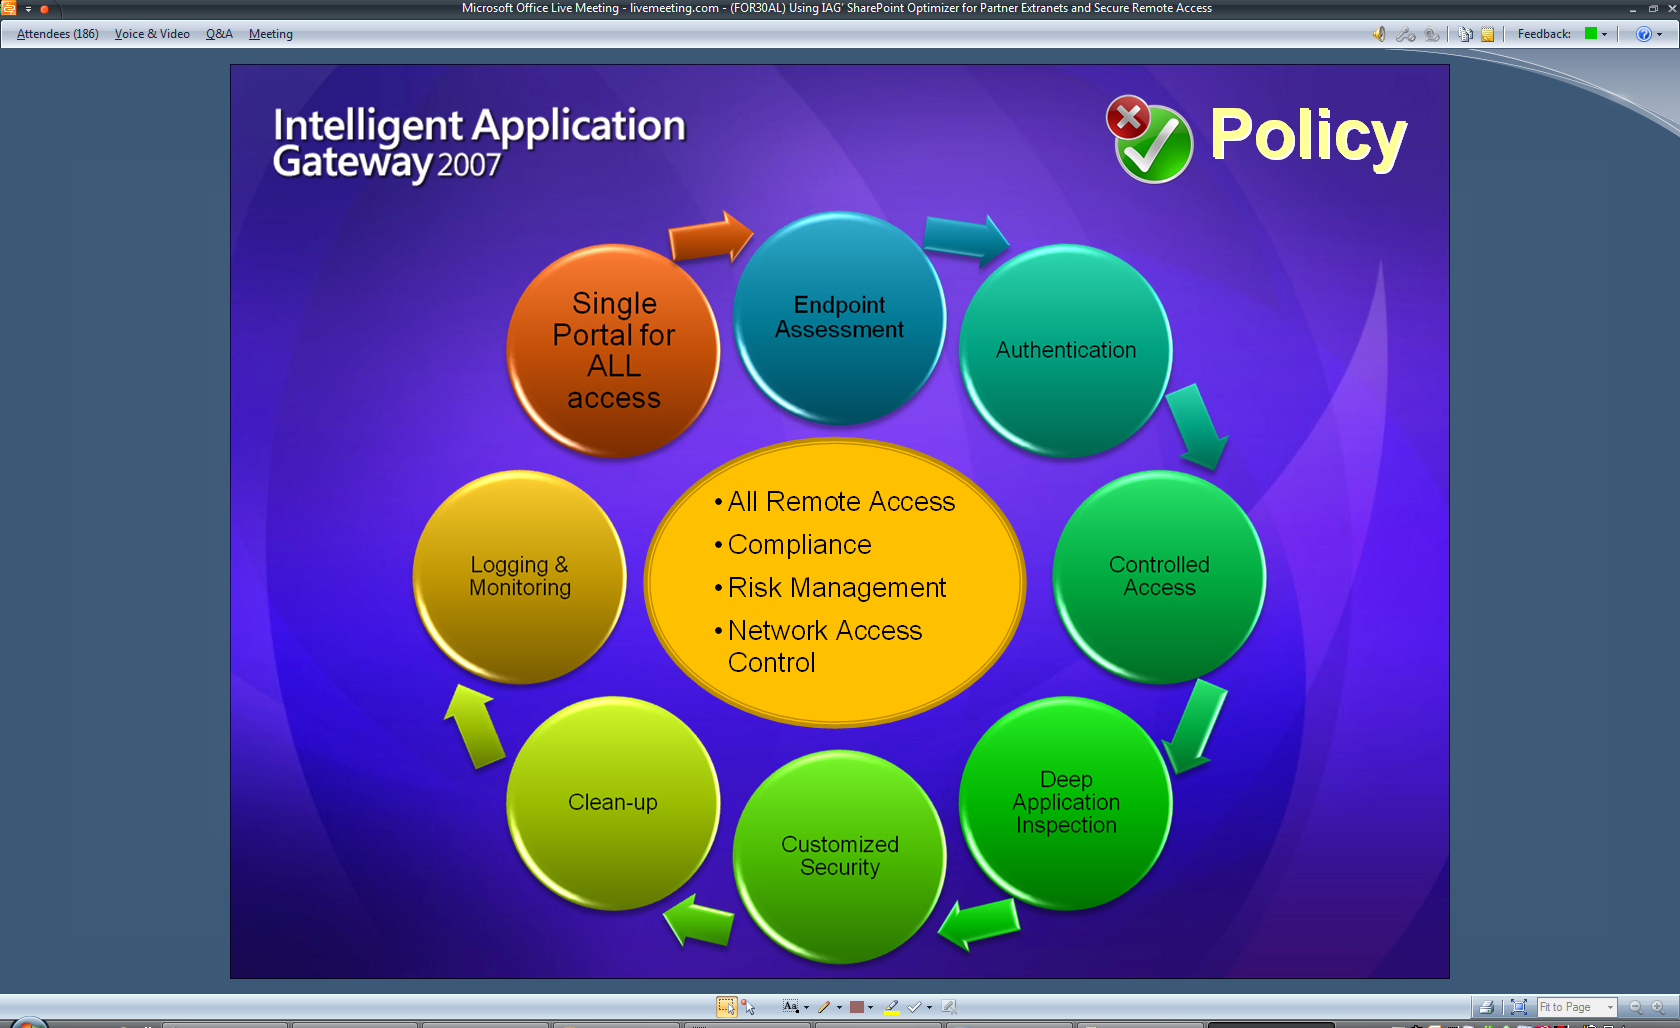 Microsoft Office Live Meeting - livemeeting.com - (FOR30AL) Using IAG' SharePoint Optimizer for Partner Extranets and Secure Remote Access
Attendees (186) Voice & Video Q&A Meeting
Feedback:
Intelligent Application
Gateway 2007
Policy
Single
Portal for
ALL
access
Endpoint
Assessment
Authentication
Controlled
Access
Deep
Application
Inspection
Customized
Security
Clean-up
Logging &
Monitoring
• All Remote Access
• Compliance
• Risk Management
• Network Access
Control
Aa
Fit to Page